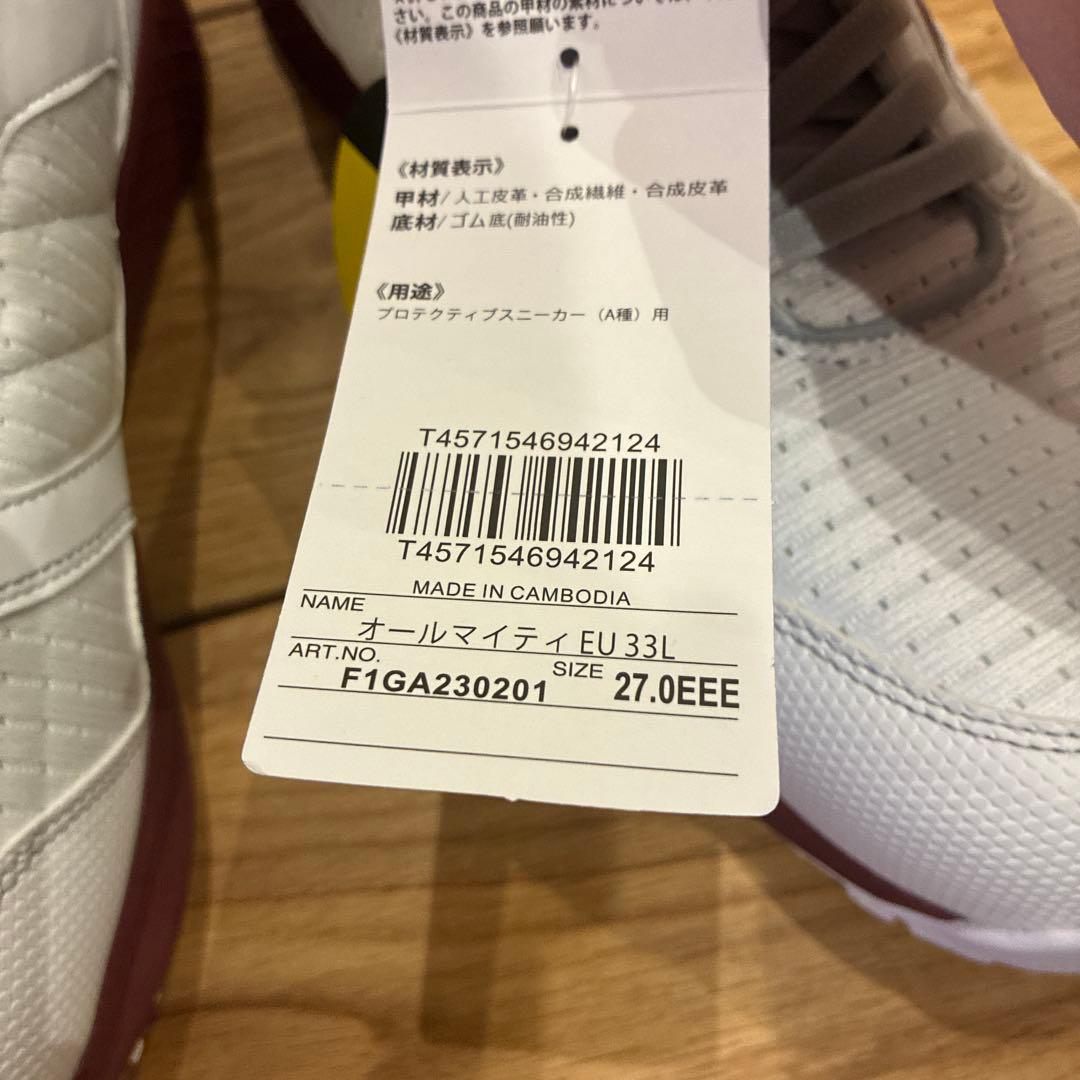 さい。この商品の甲材の素材については、
《材質表示》を参照願います。
《材質表示》
甲材/人工皮革・合成繊維・合成皮革
底材/ゴム底(耐油性)
《用途》
プロテクティブスニーカー（A種）用
T4571546942124
T4571546942124
MADE IN CAMBODIA
NAME
オールマイティ EU 33L
ART.NO.
F1GA230201
SIZE
27.0EEE